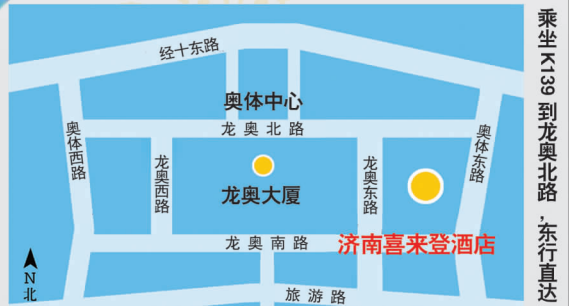 经十东路
奥体中心
龙奥北路
奥体西路
龙奥西路
龙奥大厦
龙奥东路
奥体东路
龙奥南路
济南喜来登酒店
旅游路
N
北
乘坐K139到龙奥北路,东行直达